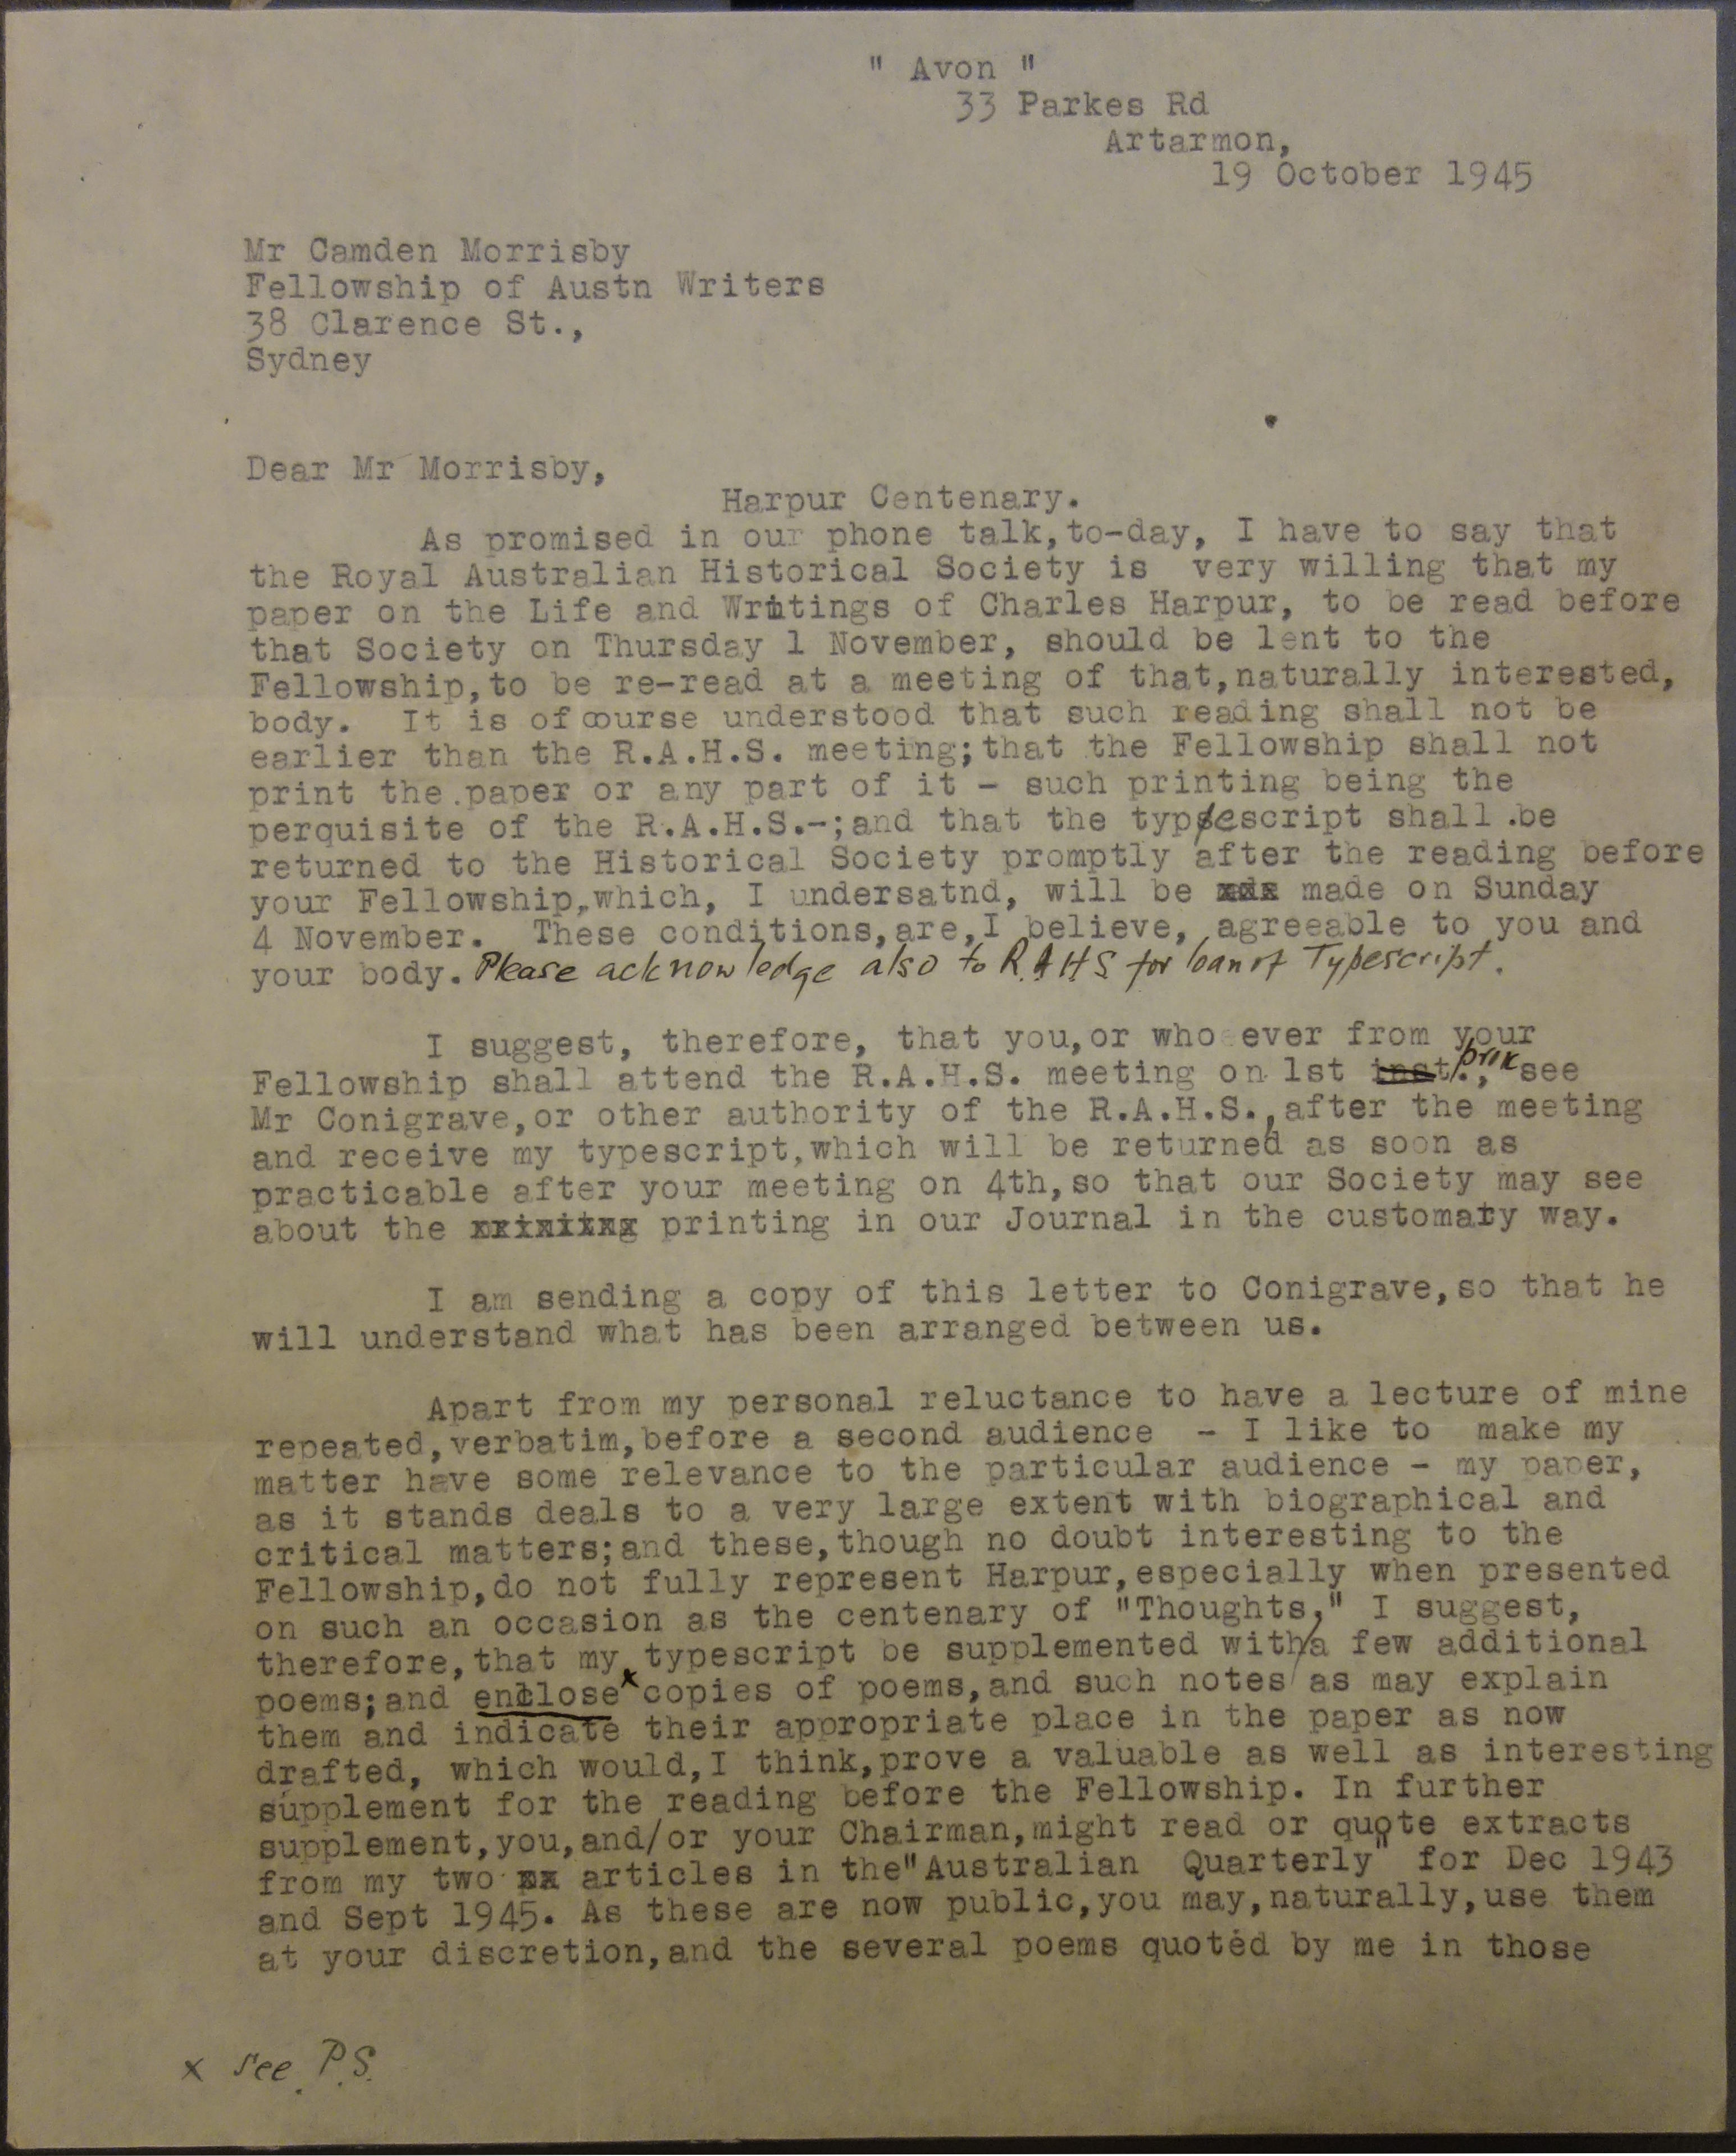 " Avon "
33 Parkes Rd
Artarmon,
19 October 1945
Mr Camden Morrisby
Fellowship of Austn Writers
38 Clarence St.,
Sydney
Dear Mr Morrisby,
Harpur Centenary.
As promised in our phone talk,to-day, I have to say that
the Royal Australian Historical Society is very willing that my
paper on the Life and Writings of Charles Harpur, to be read before
that Society on Thursday 1 November, should be lent to the
Fellowship,to be re-read at a meeting of that,naturally interested,
body. It is of course understood that such reading shall not be
earlier than the R.A.H.S. meeting;that the Fellowship shall not
print the paper or any part of it - such printing being the
perquisite of the R.A.H.S.-;and that the typescript shall .be
returned to the Historical Society promptly after the reading before
your Fellowship,which, I undersatnd, will be made on Sunday
4 November. These conditions,are,I believe, agreeable to you and
your body. Please acknowledge also to R.A.H.S for loan of Typescript.
I suggest, therefore, that you,or who ever from your
Fellowship shall attend the R.A.H.S. meeting on 1st inst., prox see
Mr Conigrave,or other authority of the R.A.H.S.,after the meeting
and receive my typescript,which will be returned as soon as
practicable after your meeting on 4th,so that our Society may see
about the printing in our Journal in the customary way.
I am sending a copy of this letter to Conigrave,so that he
will understand what has been arranged between us.
Apart from my personal reluctance to have a lecture of mine
repeated,verbatim,before a second audience - I like to make my
matter have some relevance to the particular audience - my paper,
as it stands deals to a very large extent with biographical and
critical matters;and these,though no doubt interesting to the
Fellowship,do not fully represent Harpur,especially when presented
on such an occasion as the centenary of "Thoughts," I suggest,
therefore,that my typescript be supplemented with/a few additional
poems;and enclose x copies of poems,and such notes as may explain
them and indicate their appropriate place in the paper as now
drafted, which would,I think,prove a valuable as well as interesting
supplement for the reading before the Fellowship. In further
supplement,you,and/or your Chairman,might read or quote extracts
from my two articles in the"Australian Quarterly" for Dec 1943
and Sept 1945. As these are now public,you may,naturally,use them
at your discretion,and the several poems quoted by me in those
x see P.S.